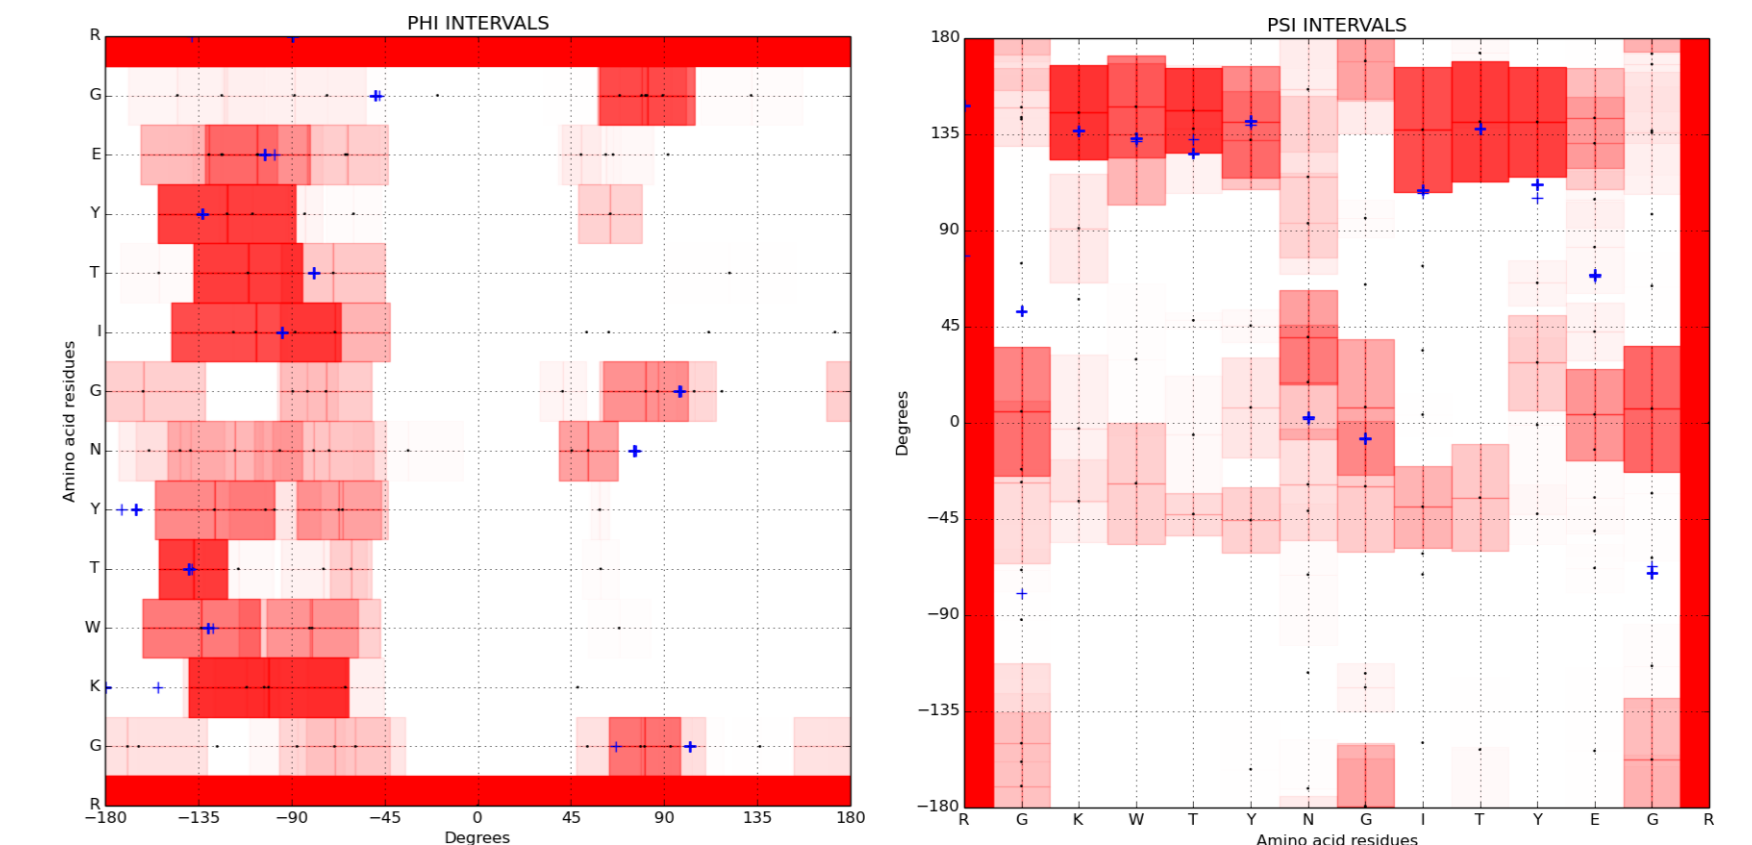 PHI INTERVALS
R
G
E
Y
T
I
G
N
Y
T
W
K
G
R
Amino acid residues
−180 −135 −90 −45 0 45 90 135 180
Degrees
PSI INTERVALS
180
135
90
45
0
−45
−90
−135
−180
Degrees
R G K W T Y N G I T Y E G R
Amino acid residues